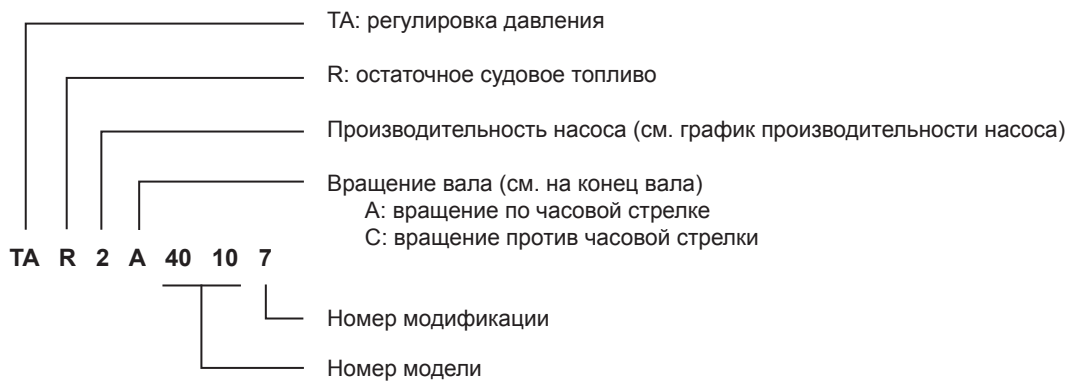 TA: регулировка давления
R: остаточное судовое топливо
Производительность насоса (см. график производительности насоса)
Вращение вала (см. на конец вала)
A: вращение по часовой стрелке
C: вращение против часовой стрелки
TA R 2 A 40 10 7
Номер модификации
Номер модели